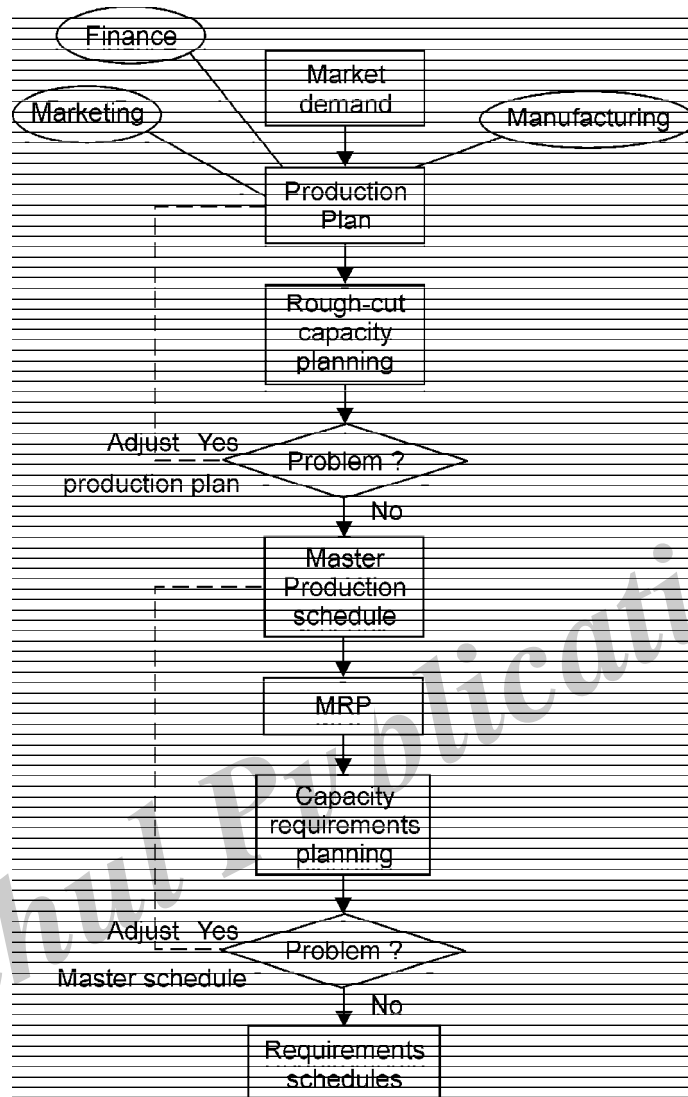 Finance
Market
demand
Marketing
Manufacturing
Production
Plan
Rough-cut
capacity
planning
Adjust Yes
production plan
Problem ?
No
Master
Production
schedule
MRP
Capacity
requirements
planning
Adjust Yes
Master schedule
Problem ?
No
Requirements
schedules